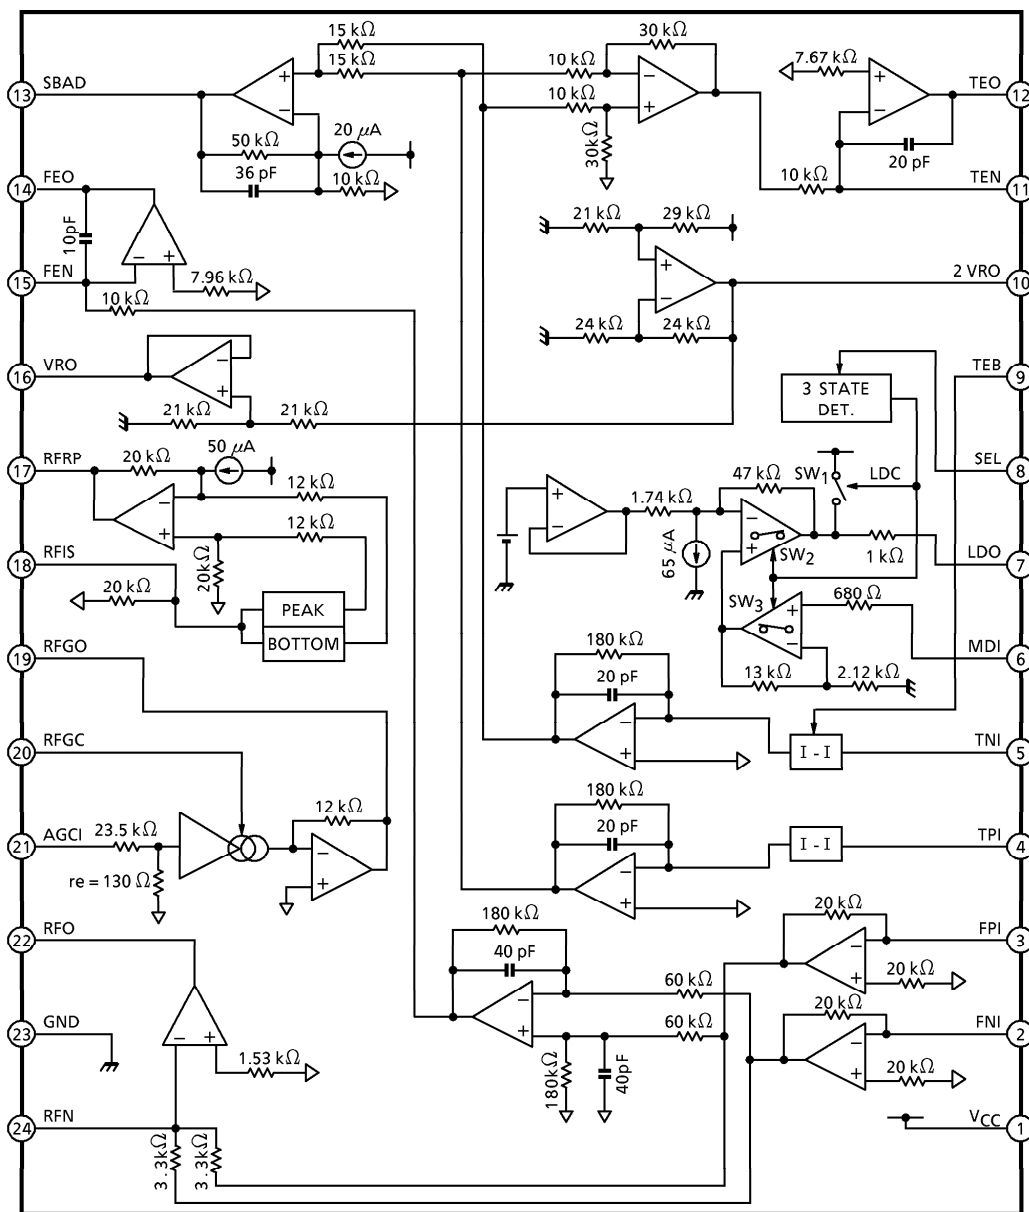 15 kΩ
15 kΩ
30 kΩ
10 kΩ
10 kΩ
30kΩ
7.67 kΩ
13 SBAD
+
−
−
+
+
−
TEO 12
50 kΩ
20 μA
36 pF
10 kΩ
20 pF
10 kΩ
14 FEO
TEN 11
10pF
− +
7.96 kΩ
21 kΩ
29 kΩ
15 FEN
10 kΩ
+
−
2 VRO 10
24 kΩ
24 kΩ
16 VRO
−
+
21 kΩ
21 kΩ
TEB 9
3 STATE
DET.
17 RFRP
20 kΩ
50 μA
12 kΩ
12 kΩ
−
+
20kΩ
SEL 8
SW1
LDC
47 kΩ
1.74 kΩ
+
−
65 μA
−
+
SW2
1 kΩ
LDO 7
18 RFIS
20 kΩ
PEAK
BOTTOM
SW3
680 Ω
+
−
MDI 6
13 kΩ
2.12 kΩ
19 RFGO
180 kΩ
20 pF
−
+
I - I
TNI 5
20 RFGC
180 kΩ
20 pF
−
+
I - I
TPI 4
21 AGCI
23.5 kΩ
re = 130 Ω
12 kΩ
−
+
22 RFO
180 kΩ
40 pF
−
+
60 kΩ
60 kΩ
180kΩ
40pF
20 kΩ
−
+
20 kΩ
FPI 3
23 GND
− +
1.53 kΩ
20 kΩ
−
+
20 kΩ
FNI 2
24 RFN
3.3kΩ
3.3kΩ
VCC 1